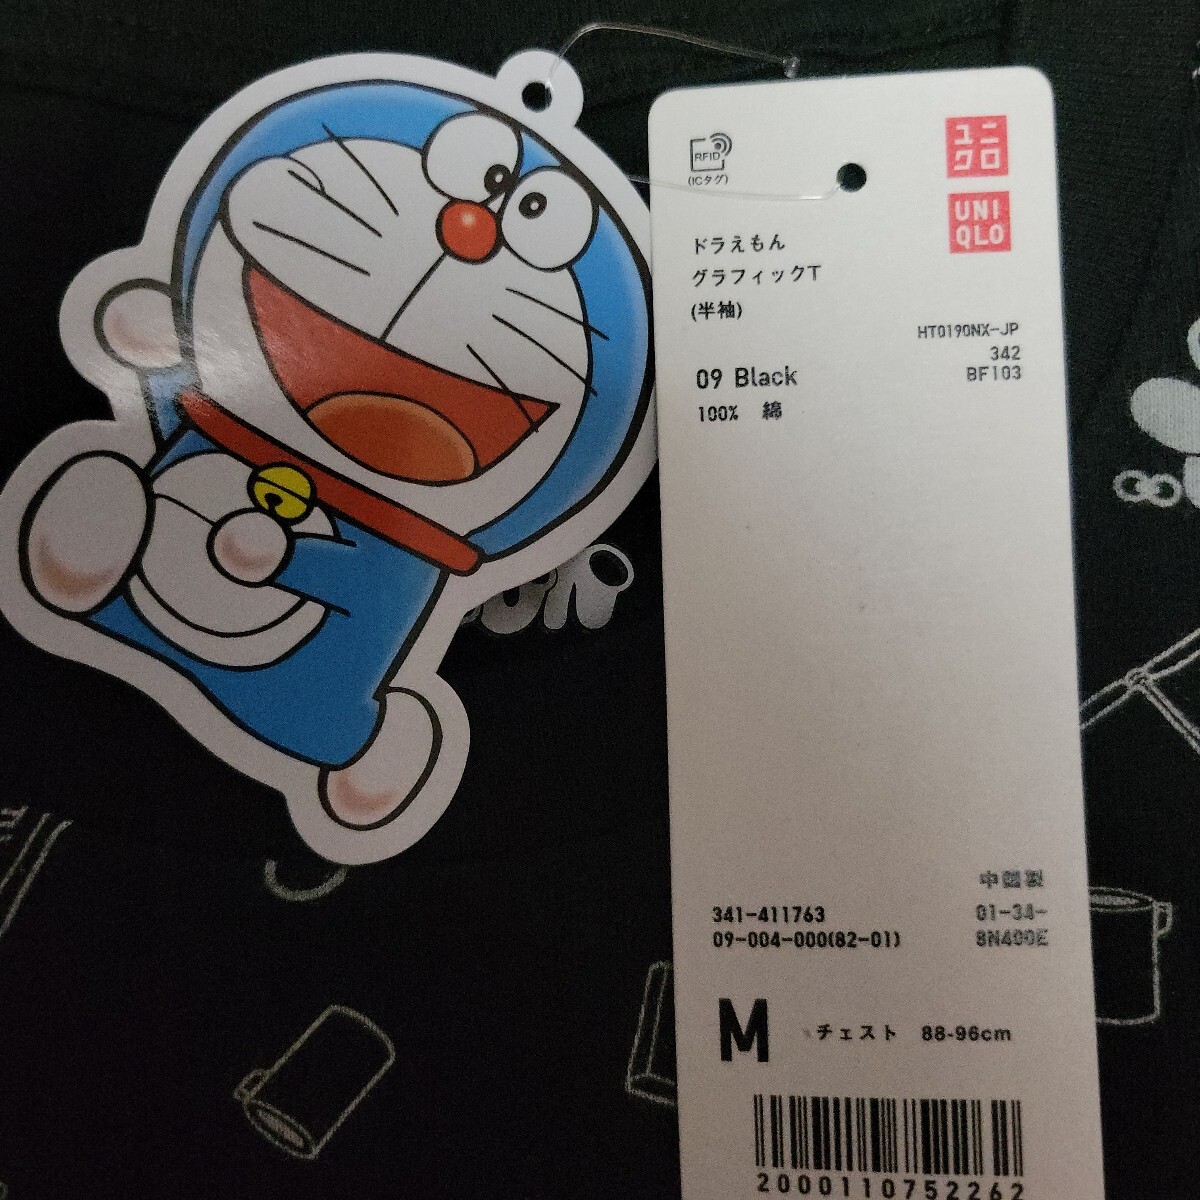 RFID
(ICタグ)
ユニ
クロ
UNI
QLO
ドラえもん
グラフィックT
(半袖)
HT0190NX-JP
342
BF103
09 Black
100% 綿
中国製
341-411763
01-34-
09-004-000(82-01)
8N400E
M チェスト 88-96cm
2000110752262